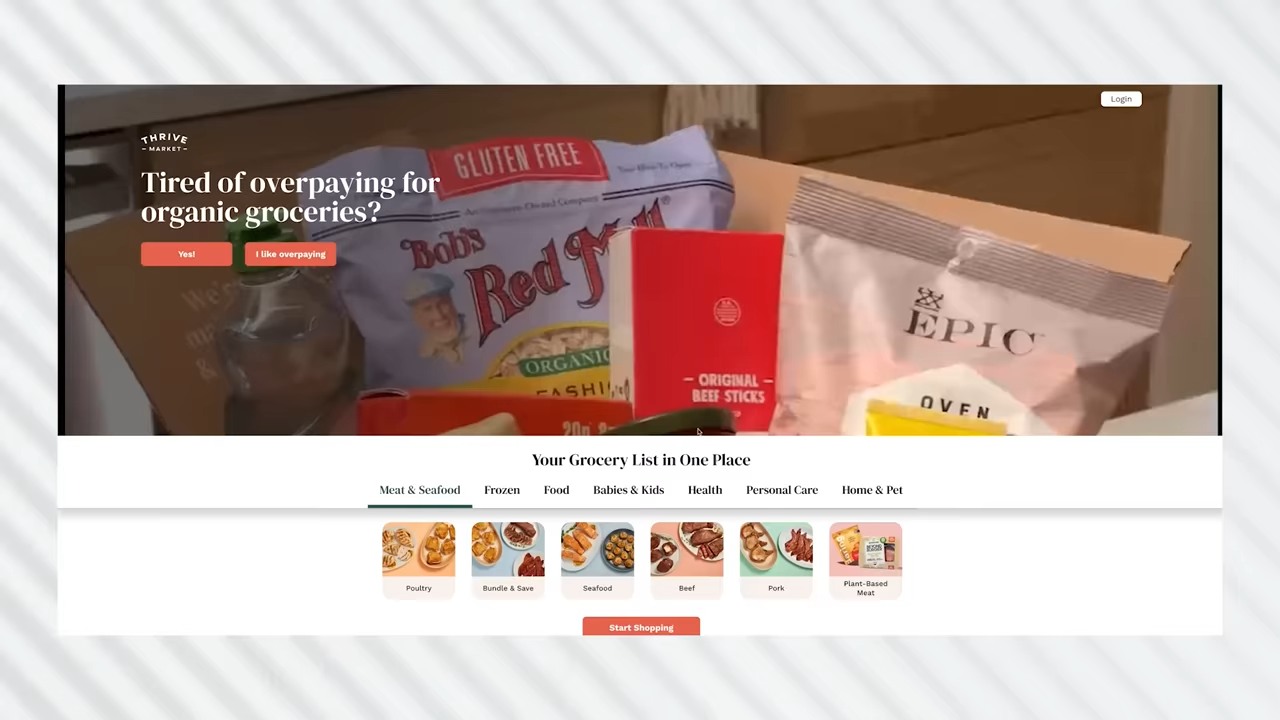 Login
THRIVE
MARKET
Tired of overpaying for
organic groceries?
Yes!
I like overpaying
GLUTEN FREE
Bob's
Red M
ORGANIC
FASHI
ORIGINAL
BEEF STICKS
EPIC
OVEN
Your Grocery List in One Place
Meat & Seafood
Frozen
Food
Babies & Kids
Health
Personal Care
Home & Pet
Poultry
Bundle & Save
Seafood
Beef
Pork
Plant-Based
Meat
Start Shopping